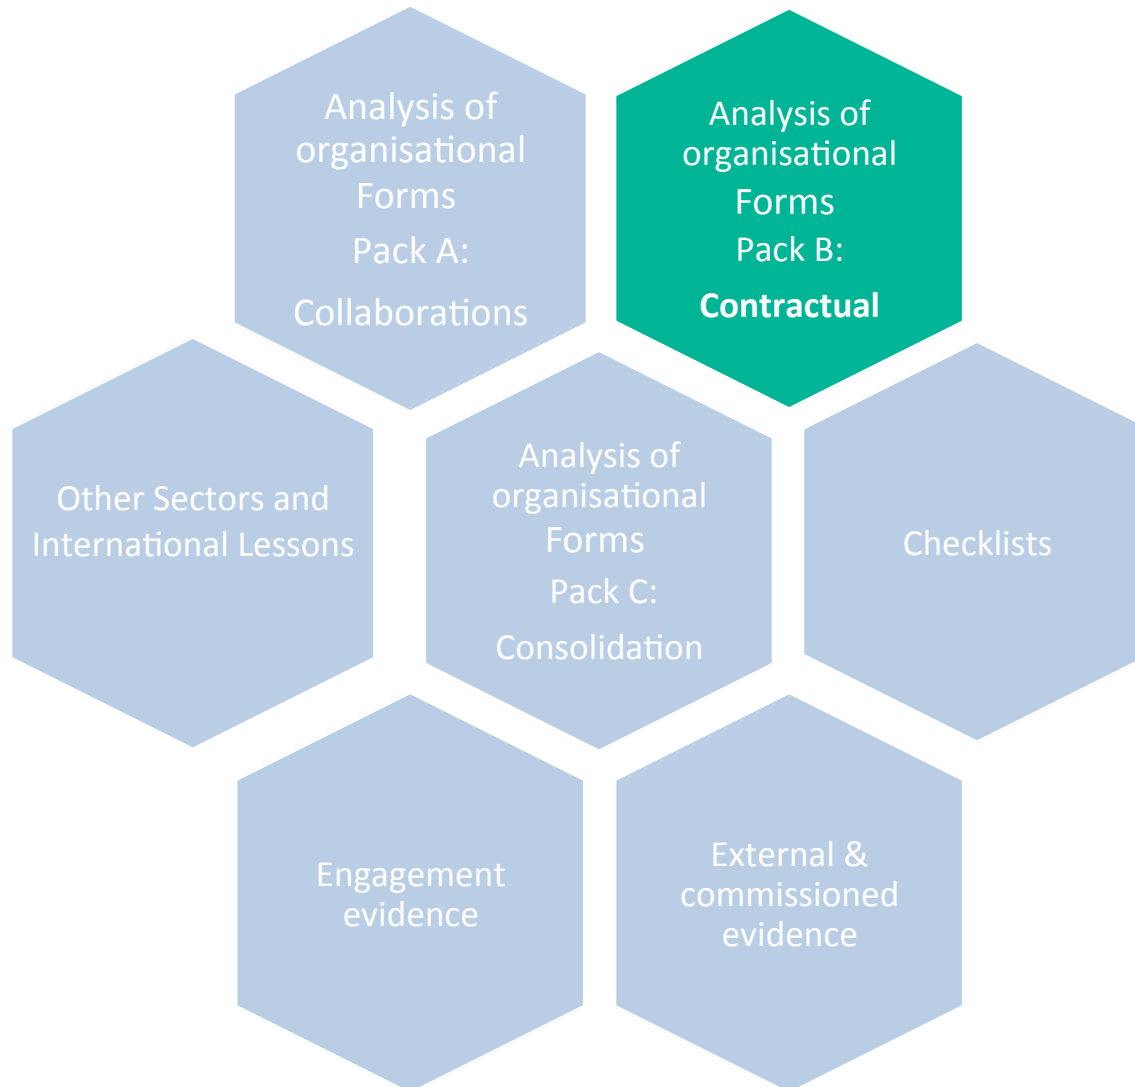 Analysis of
organisational
Forms
Pack A:
Collaborations
Analysis of
organisational
Forms
Pack B:
Contractual
Other Sectors and
International Lessons
Analysis of
organisational
Forms
Pack C:
Consolidation
Checklists
Engagement
evidence
External &
commissioned
evidence